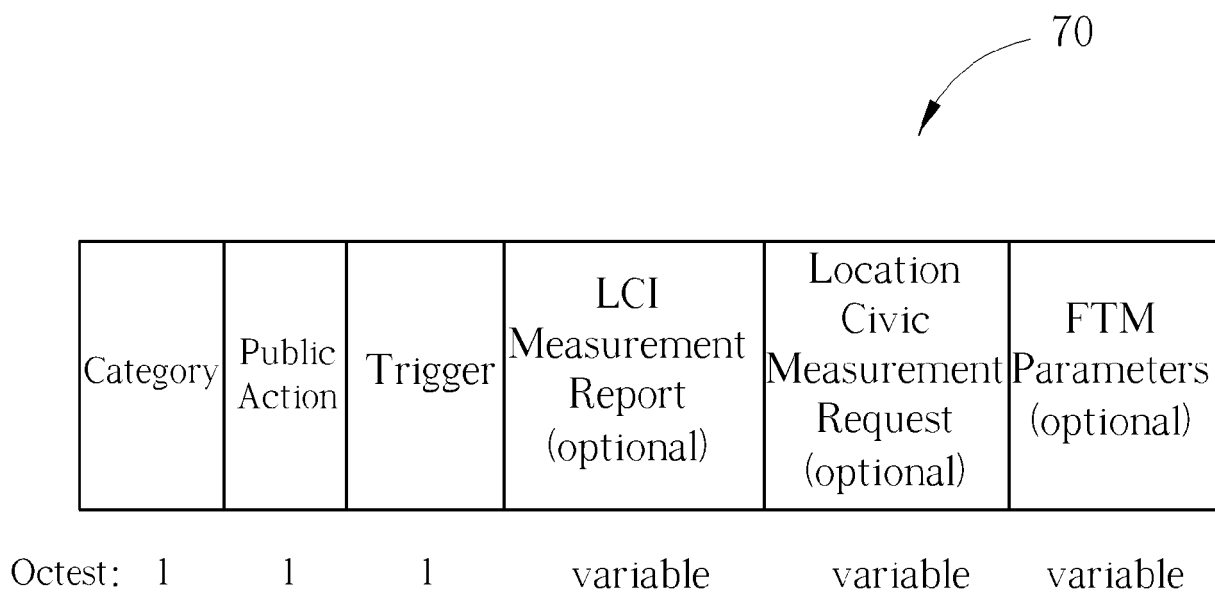 70
Category
Public
Action
Trigger
LCI
Measurement
Report
(optional)
Location
Civic
Measurement
Request
(optional)
FTM
Parameters
(optional)
Octest: 1 1 1 variable variable variable